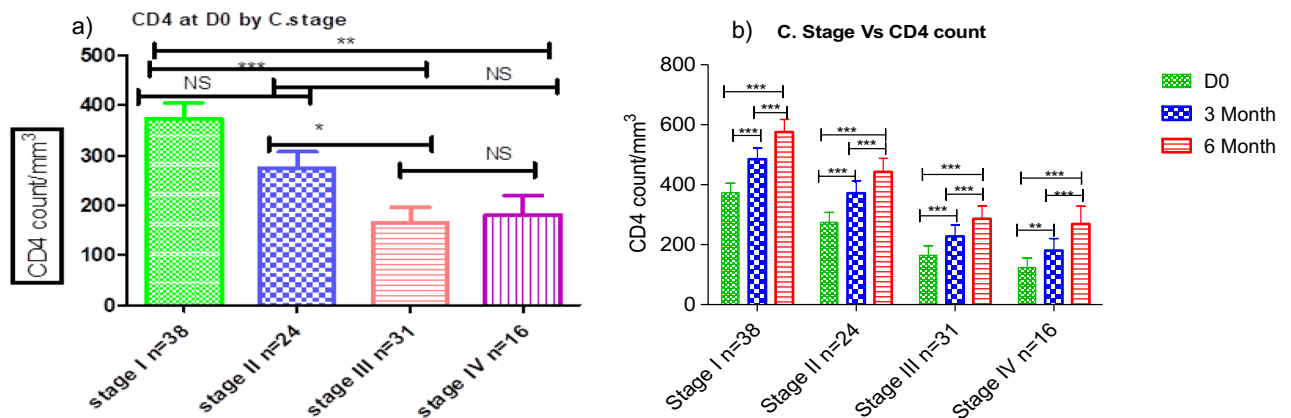 a)
CD4 at D0 by C.stage
**
***
NS
NS
*
NS
500
400
300
200
100
0
CD4 count/mm³
stage I n=38
stage II n=24
stage III n=31
stage IV n=16
b)
C. Stage Vs CD4 count
800
600
400
200
0
CD4 count/mm³
***
***
***
***
***
***
***
***
***
***
***
**
Stage I n=38
Stage II n=24
Stage III n=31
Stage IV n=16
D0
3 Month
6 Month